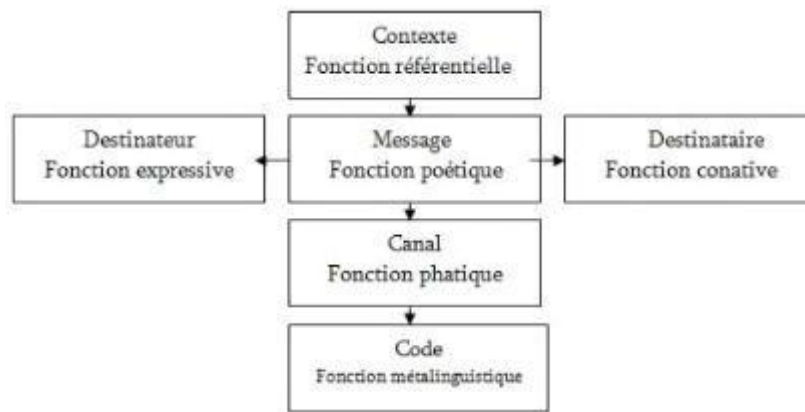 Contexte
Fonction référentielle
Destinateur
Fonction expressive
Message
Fonction poétique
Destinataire
Fonction conative
Canal
Fonction phatique
Code
Fonction métalinguistique